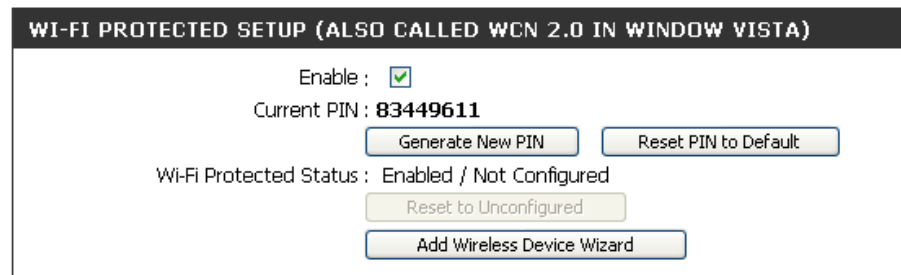 WI-FI PROTECTED SETUP (ALSO CALLED WCN 2.0 IN WINDOW VISTA)
Enable :
Current PIN : 83449611
Generate New PIN Reset PIN to Default
Wi-Fi Protected Status : Enabled / Not Configured
Reset to Unconfigured
Add Wireless Device Wizard